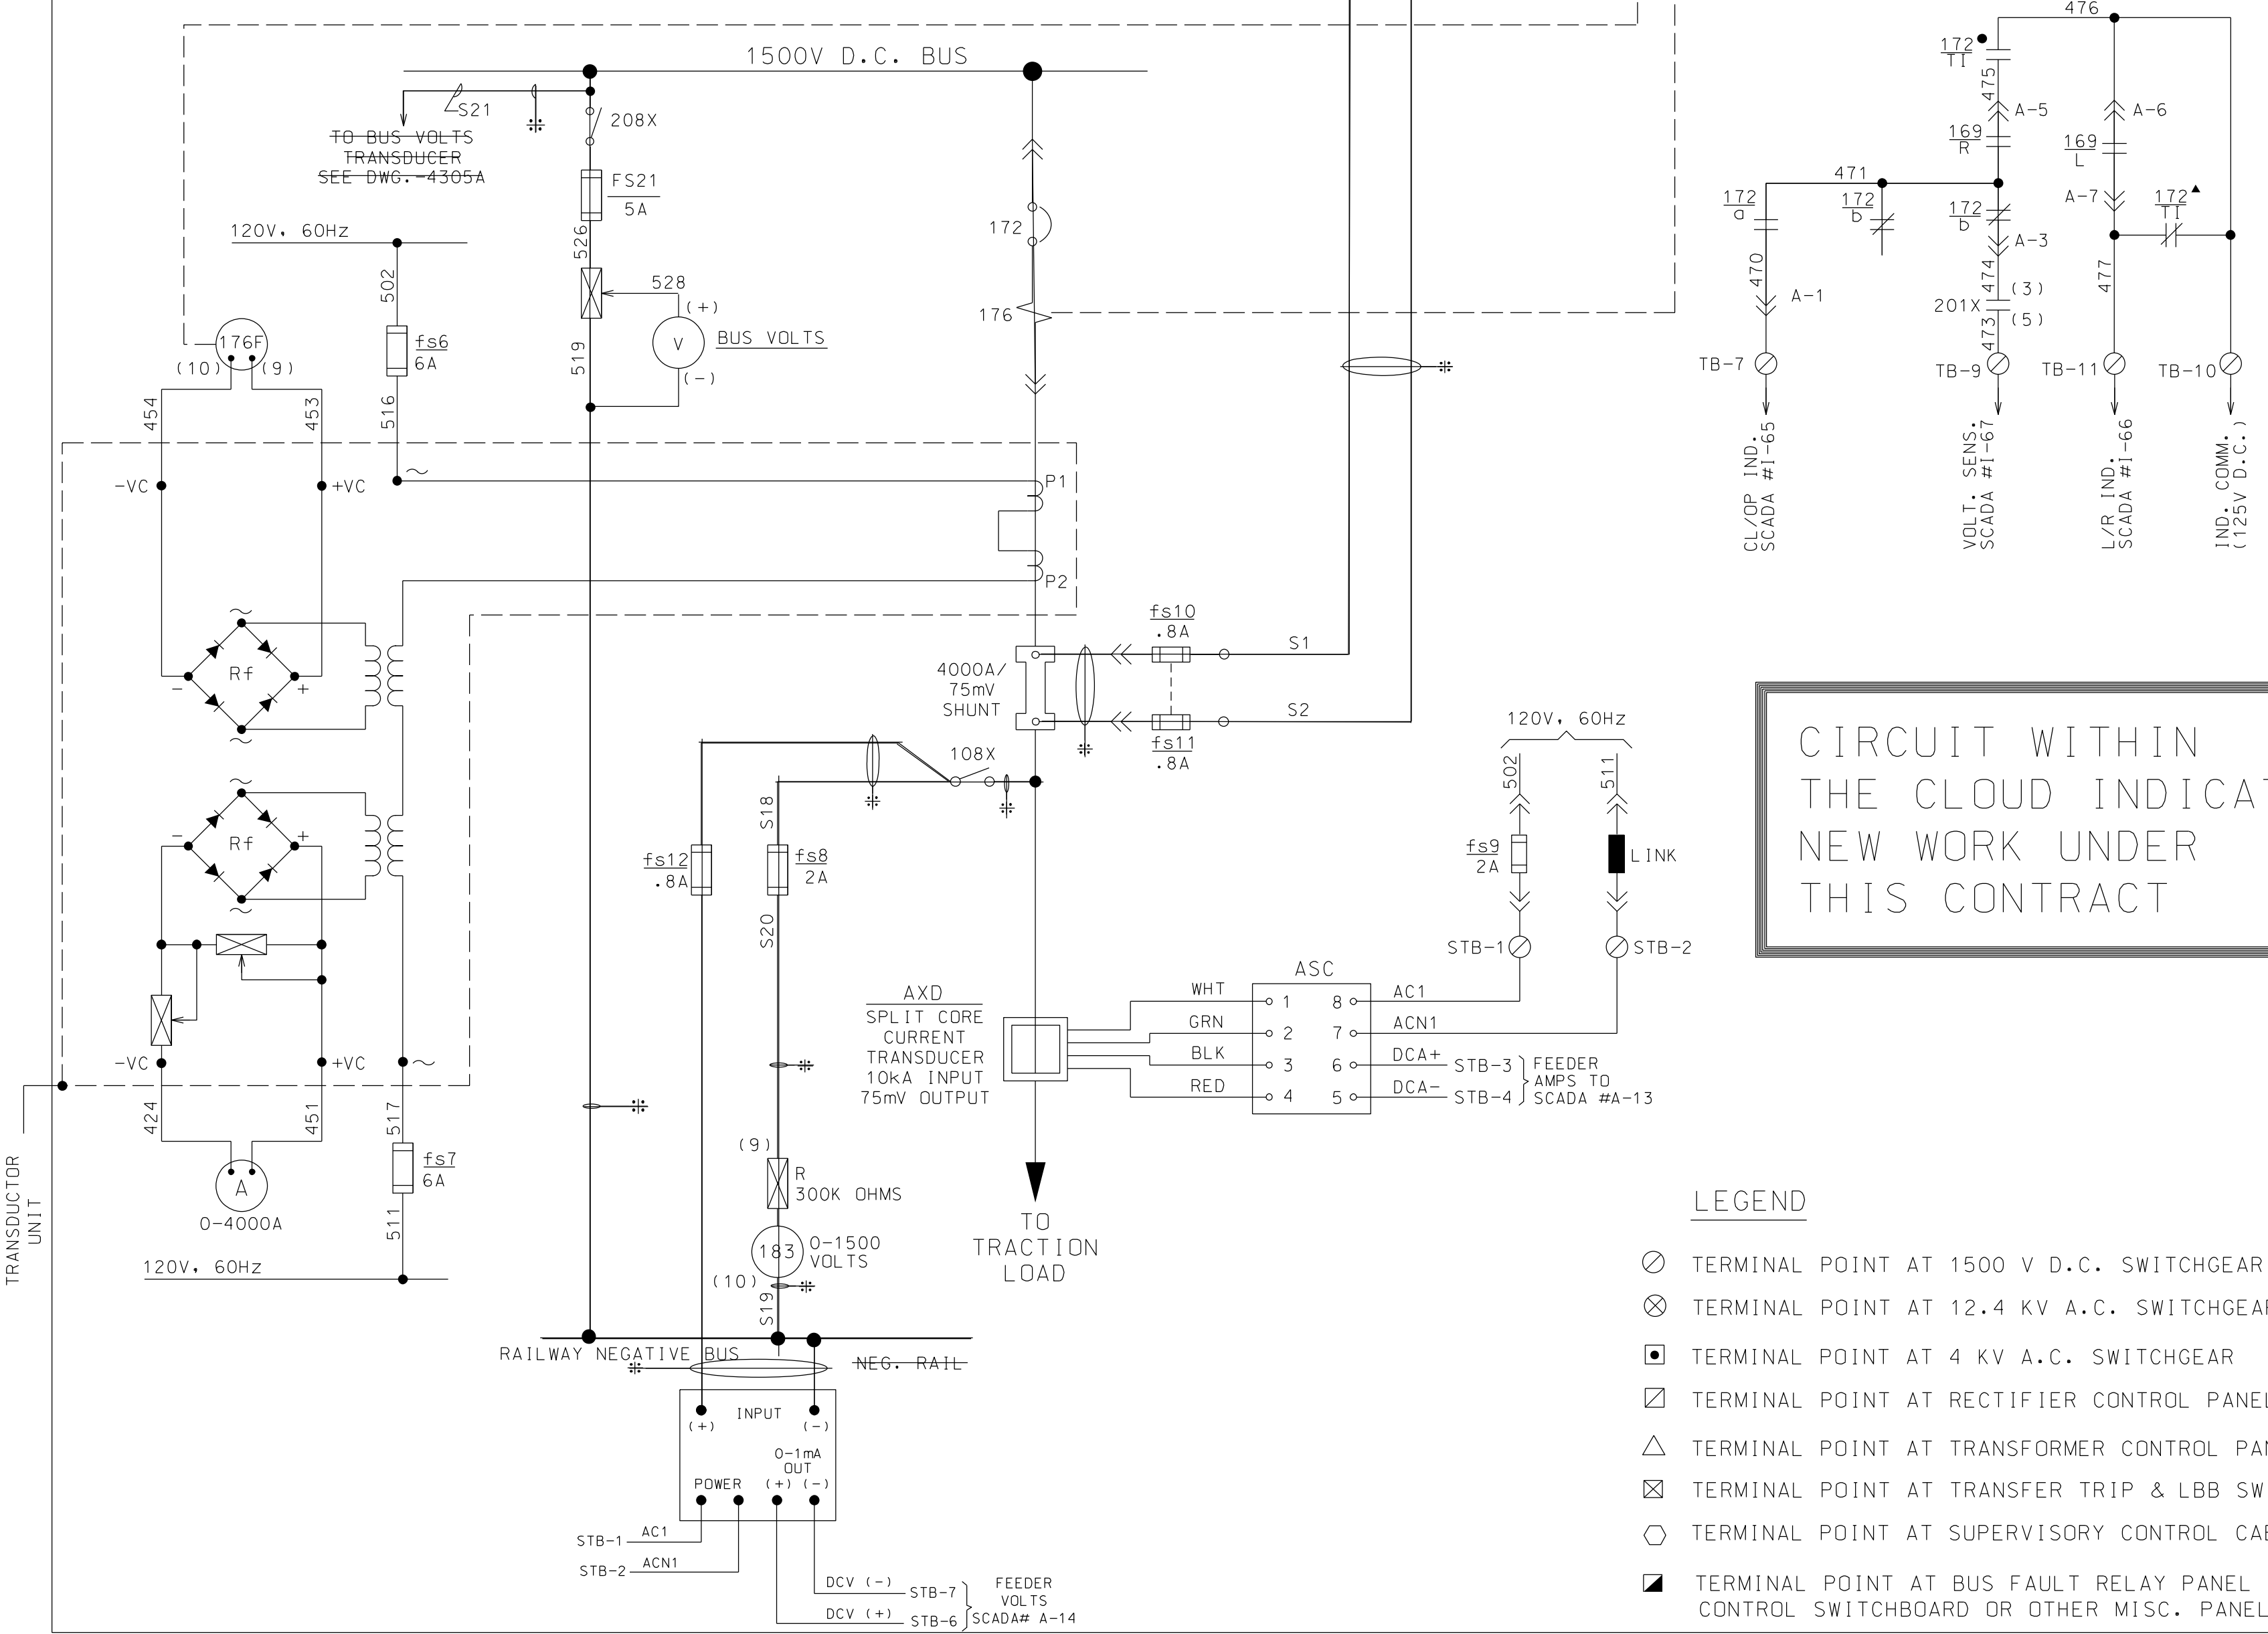 476
1500V D.C. BUS
172
TI
475
S21
208X
A-5
A-6
TO BUS VOLTS
TRANSDUCER
SEE DWG.-4305A
169
R
169
L
FS21
5A
471
172
a
172
b
172
b
A-7
172
TI
120V, 60Hz
526
172
A-3
502
528
(+)
470
A-1
474
(3)
477
176F
(10)
(9)
fs6
6A
519
V
BUS VOLTS
(-)
176
201X
(5)
473
TB-7
TB-9
TB-11
TB-10
454
453
516
CL/OP IND.
SCADA #I-65
VOLT. SENS.
SCADA #I-67
L/R IND.
SCADA #I-66
IND. COMM.
(125V D.C.)
-VC
+VC
P1
P2
Rf
-
+
fs10
.8A
S1
4000A/
75mV
SHUNT
S2
fs11
.8A
108X
120V, 60Hz
502
511
CIRCUIT WITHIN
THE CLOUD INDICAT
NEW WORK UNDER
THIS CONTRACT
Rf
-
+
S18
fs12
.8A
fs8
2A
fs9
2A
LINK
S20
STB-1
STB-2
AXD
SPLIT CORE
CURRENT
TRANSDUCER
10kA INPUT
75mV OUTPUT
ASC
WHT
1
8
AC1
GRN
2
7
ACN1
BLK
3
6
DCA+
STB-3
RED
4
5
DCA-
STB-4
FEEDER
AMPS TO
SCADA #A-13
-VC
+VC
424
451
517
TRANSDUCTOR
UNIT
A
0-4000A
fs7
6A
511
120V, 60Hz
(9)
R
300K OHMS
183
0-1500
VOLTS
(10)
S19
TO
TRACTION
LOAD
RAILWAY NEGATIVE BUS
NEG. RAIL
INPUT
(+)
(-)
0-1mA
OUT
POWER
(+)
(-)
STB-1
AC1
STB-2
ACN1
DCV (-)
STB-7
DCV (+)
STB-6
FEEDER
VOLTS
SCADA# A-14
LEGEND
TERMINAL POINT AT 1500 V D.C. SWITCHGEAR
TERMINAL POINT AT 12.4 KV A.C. SWITCHGEAR
TERMINAL POINT AT 4 KV A.C. SWITCHGEAR
TERMINAL POINT AT RECTIFIER CONTROL PANEL
TERMINAL POINT AT TRANSFORMER CONTROL PAN
TERMINAL POINT AT TRANSFER TRIP & LBB SW
TERMINAL POINT AT SUPERVISORY CONTROL CAB
TERMINAL POINT AT BUS FAULT RELAY PANEL
CONTROL SWITCHBOARD OR OTHER MISC. PANEL